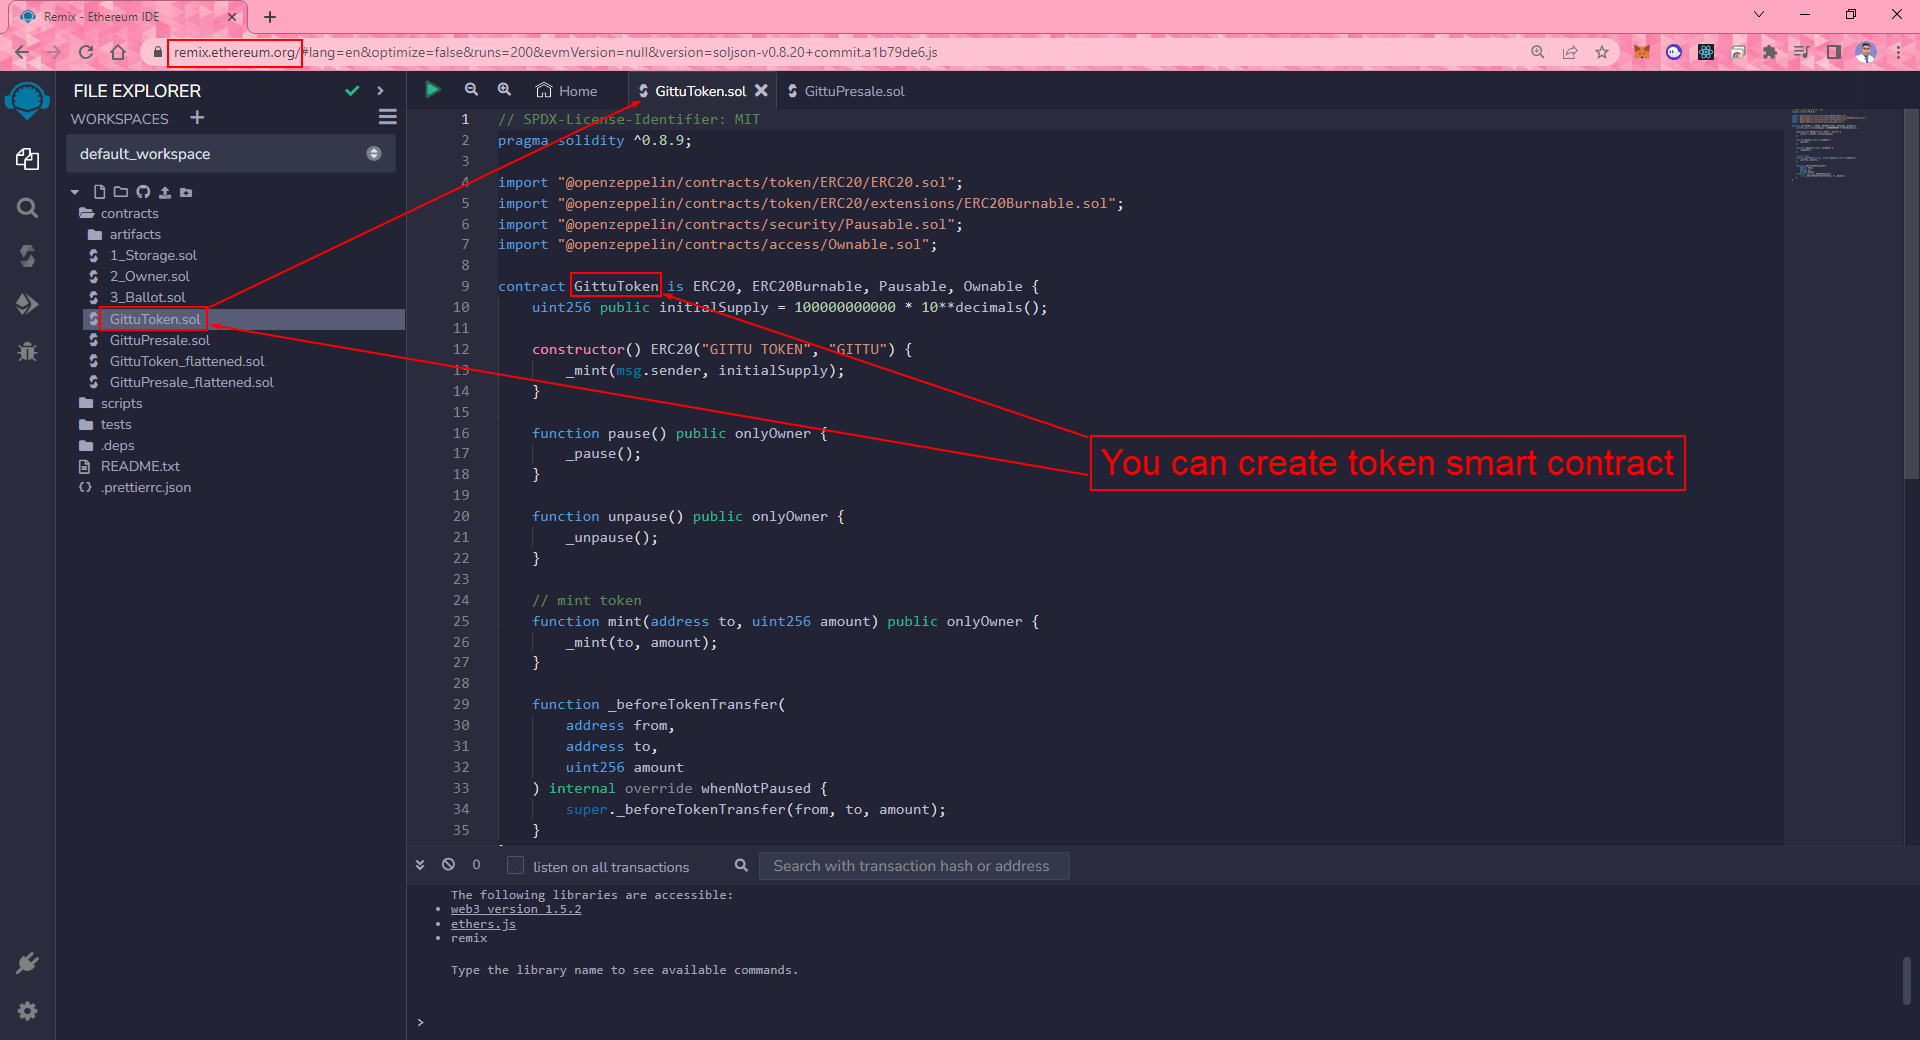 Remix - Ethereum IDE
remix.ethereum.org/#lang=en&optimize=false&runs=200&evmVersion=null&version=soljson-v0.8.20+commit.a1b79de6.js
FILE EXPLORER
WORKSPACES
default_workspace
contracts
artifacts
1_Storage.sol
2_Owner.sol
3_Ballot.sol
GittuToken.sol
GittuPresale.sol
GittuToken_flattened.sol
GittuPresale_flattened.sol
scripts
tests
.deps
README.txt
{} .prettierrc.json
Home
GittuToken.sol
GittuPresale.sol
1 // SPDX-License-Identifier: MIT
2 pragma solidity ^0.8.9;
3
4 import "@openzeppelin/contracts/token/ERC20/ERC20.sol";
5 import "@openzeppelin/contracts/token/ERC20/extensions/ERC20Burnable.sol";
6 import "@openzeppelin/contracts/security/Pausable.sol";
7 import "@openzeppelin/contracts/access/Ownable.sol";
8
9 contract GittuToken is ERC20, ERC20Burnable, Pausable, Ownable {
10 uint256 public initialSupply = 100000000000 * 10**decimals();
11
12 constructor() ERC20("GITTU TOKEN", "GITTU") {
13 _mint(msg.sender, initialSupply);
14 }
15
16 function pause() public onlyOwner {
17 _pause();
18 }
19
20 function unpause() public onlyOwner {
21 _unpause();
22 }
23
24 // mint token
25 function mint(address to, uint256 amount) public onlyOwner {
26 _mint(to, amount);
27 }
28
29 function _beforeTokenTransfer(
30 address from,
31 address to,
32 uint256 amount
33 ) internal override whenNotPaused {
34 super._beforeTokenTransfer(from, to, amount);
35 }
You can create token smart contract
0
listen on all transactions
Search with transaction hash or address
The following libraries are accessible:
• web3 version 1.5.2
• ethers.js
• remix
Type the library name to see available commands.
>